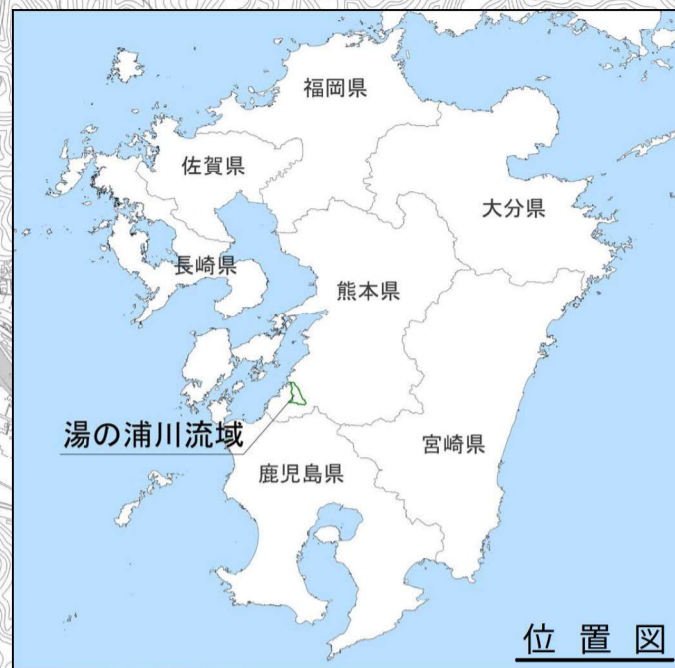 福岡県
佐賀県
大分県
長崎県
熊本県
湯の浦川流域
宮崎県
鹿児島県
位置図